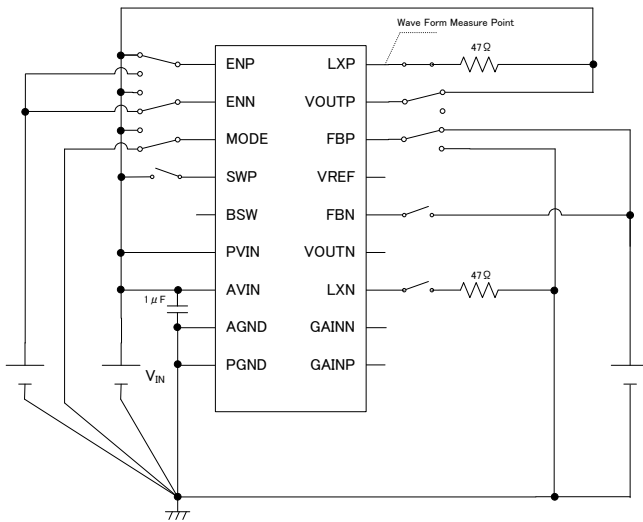 Wave Form Measure Point
47Ω
ENP LXP
ENN VOUTP
MODE FBP
SWP VREF
BSW FBN
PVIN VOUTN
47Ω
AVIN LXN
1μF
AGND GAINN
PGND GAINP
VIN